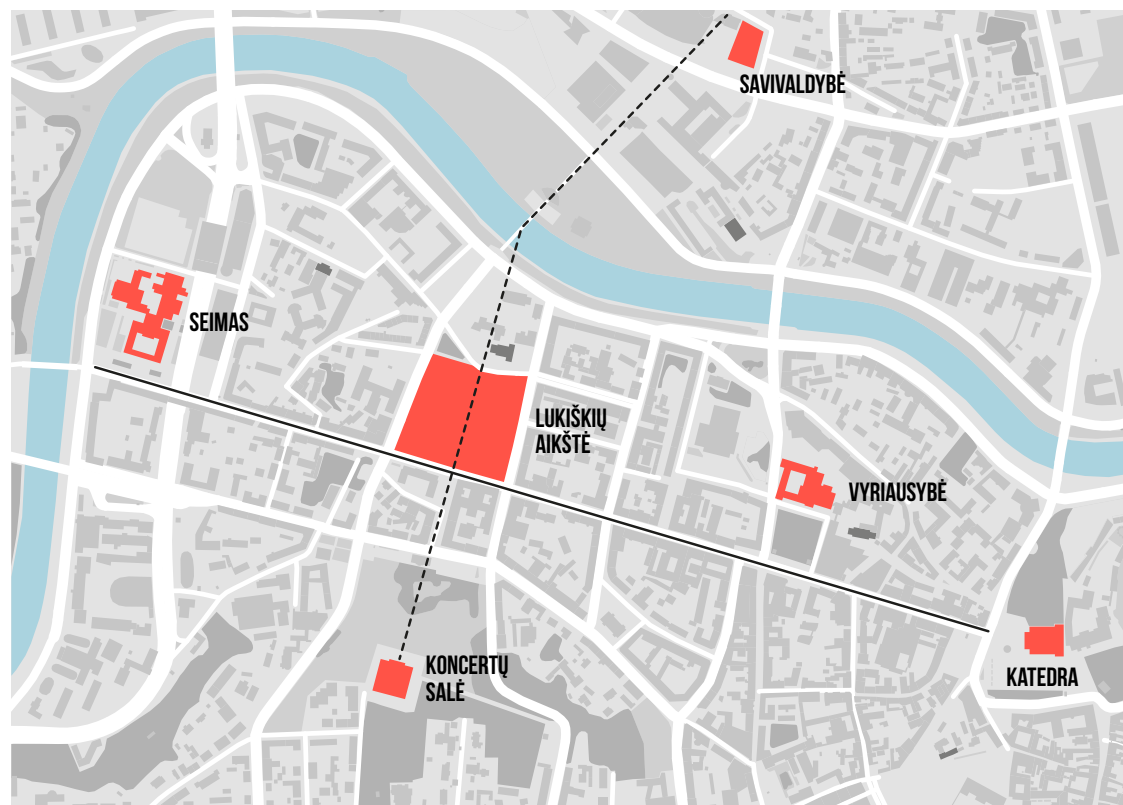 SAVIVALDYBĖ
SEIMAS
LUKIŠKIŲ
AIKŠTĖ
VYRIAUSYBĖ
KONCERTŲ
SALĖ
KATEDRA